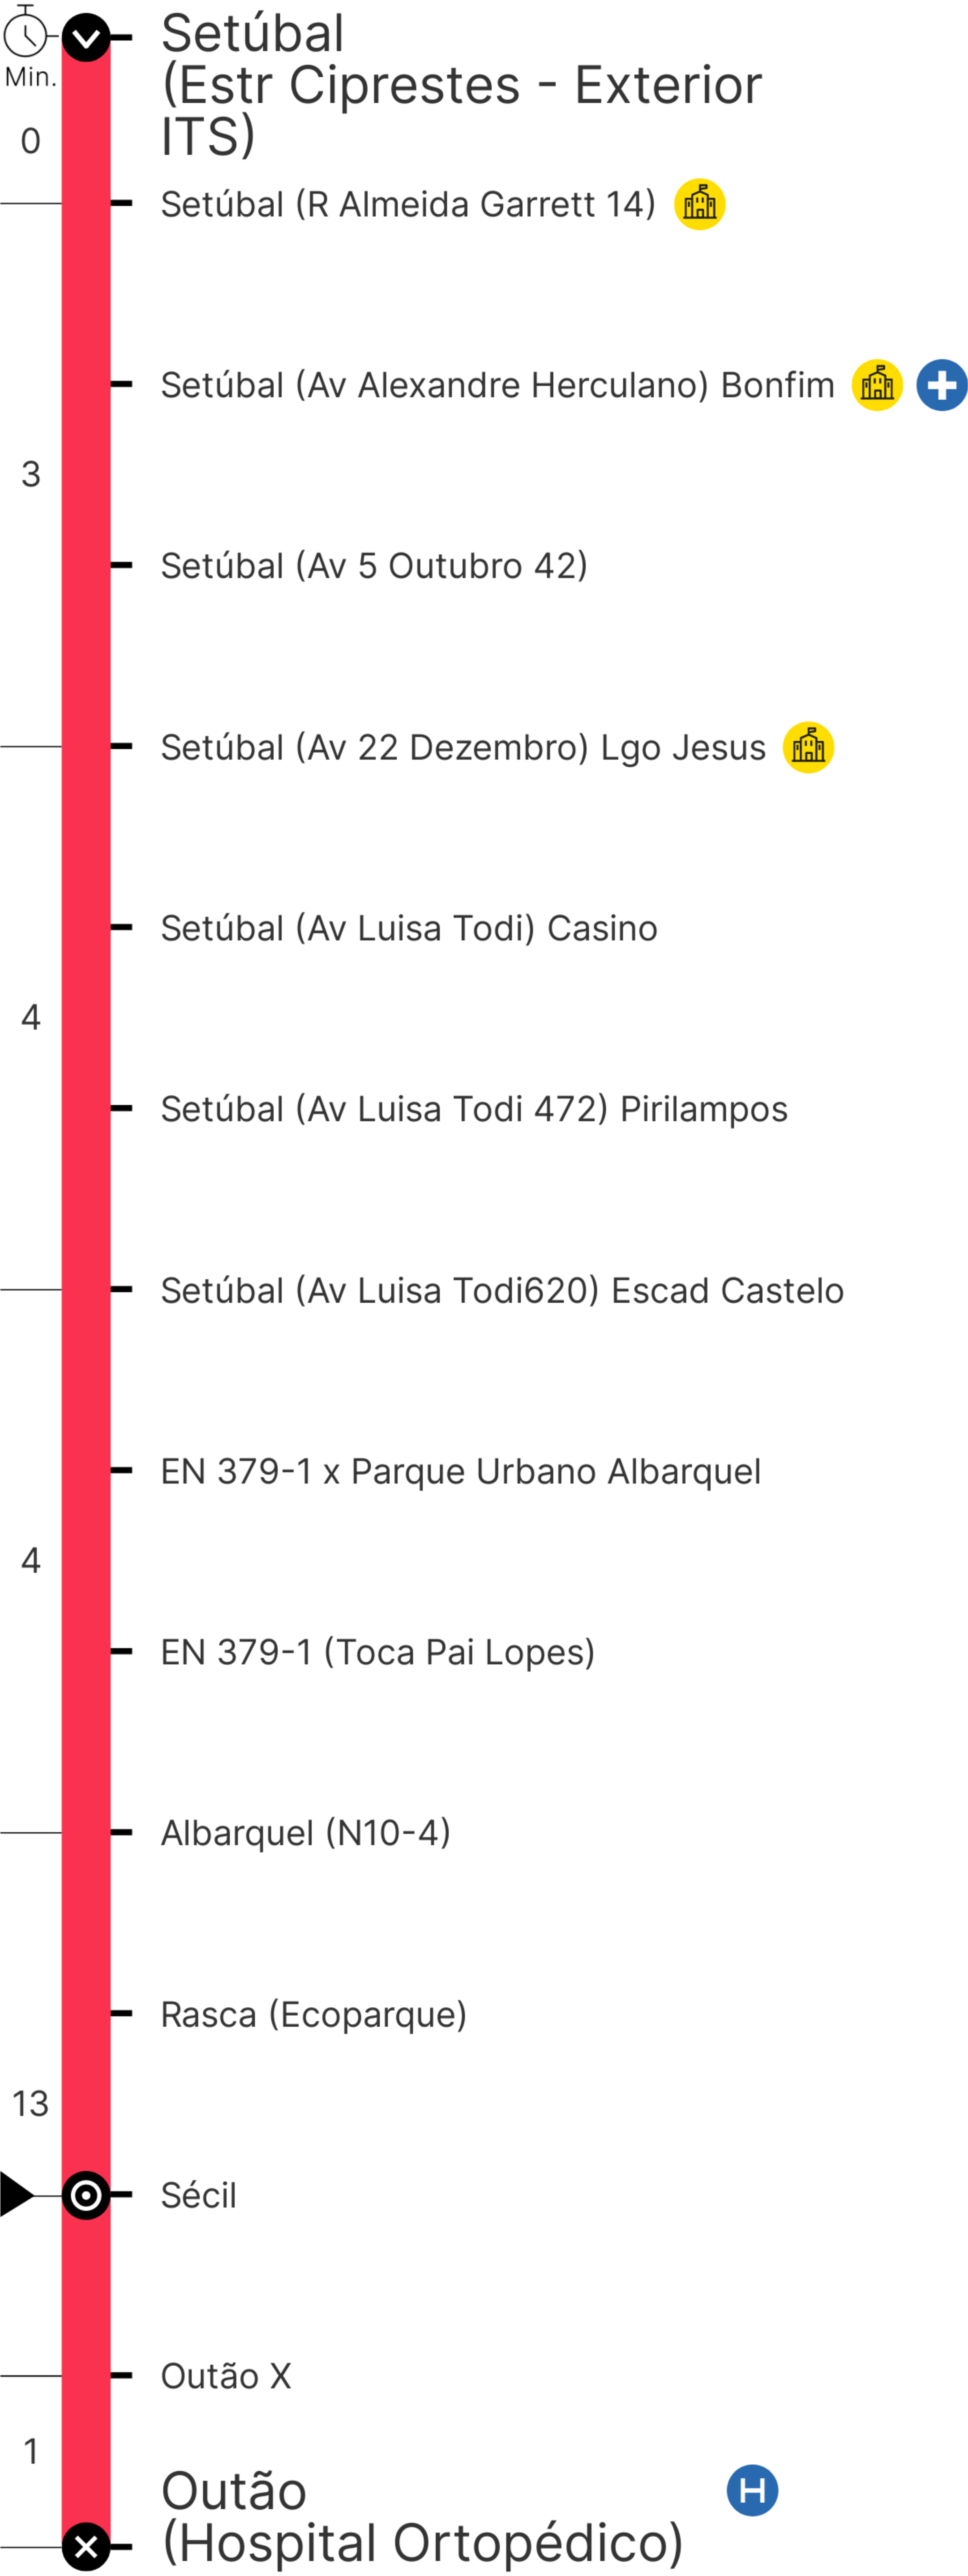 Setúbal
(Estr Ciprestes - Exterior
ITS)
Min.
0
Setúbal (R Almeida Garrett 14)
Setúbal (Av Alexandre Herculano) Bonfim
3
Setúbal (Av 5 Outubro 42)
Setúbal (Av 22 Dezembro) Lgo Jesus
Setúbal (Av Luisa Todi) Casino
4
Setúbal (Av Luisa Todi 472) Pirilampos
Setúbal (Av Luisa Todi620) Escad Castelo
EN 379-1 x Parque Urbano Albarquel
4
EN 379-1 (Toca Pai Lopes)
Albarquel (N10-4)
Rasca (Ecoparque)
13
Sécil
Outão X
1
Outão
H
(Hospital Ortopédico)